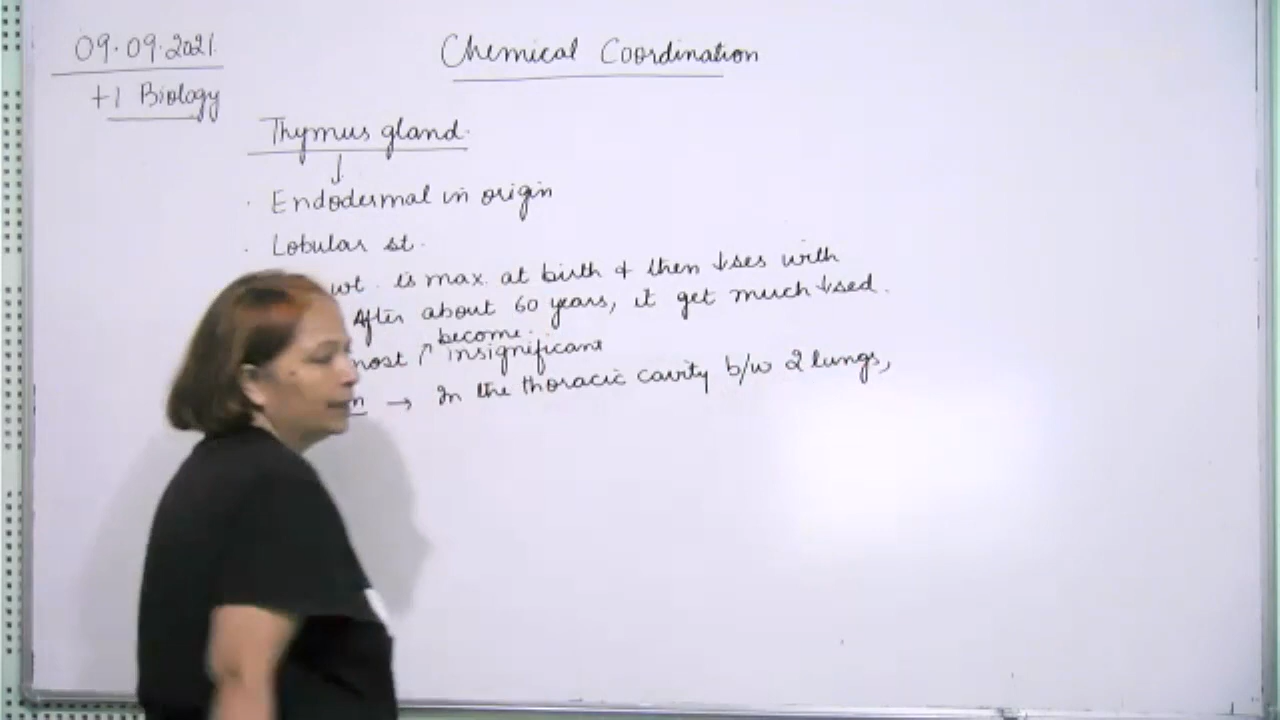 09.09.2021
Chemical Coordination
+1 Biology
Thymus gland.
↓
· Endodermal in origin
· Lobular st.
wt. is max. at birth & then ↓ses with
After about 60 years, it get much ↓sed.
become.
insignificant
→ In the thoracic cavity b/w 2 lungs,